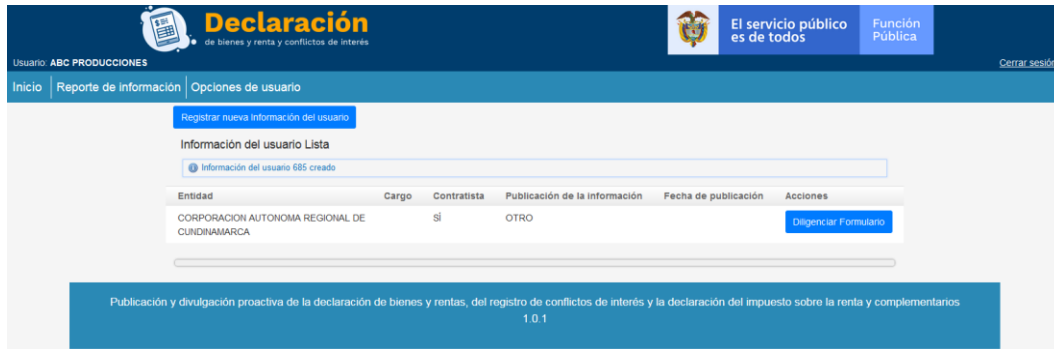 Declaración
de bienes y renta y conflictos de interés
El servicio público
es de todos
Función
Pública
Usuario: ABC PRODUCCIONES
Cerrar sesión
Inicio Reporte de información Opciones de usuario
Registrar nueva información del usuario
Información del usuario Lista
Información del usuario 685 creado
Entidad Cargo Contratista Publicación de la información Fecha de publicación Acciones
CORPORACION AUTONOMA REGIONAL DE
CUNDINAMARCA
SÍ OTRO Diligenciar Formulario
Publicación y divulgación proactiva de la declaración de bienes y rentas, del registro de conflictos de interés y la declaración del impuesto sobre la renta y complementarios
1.0.1